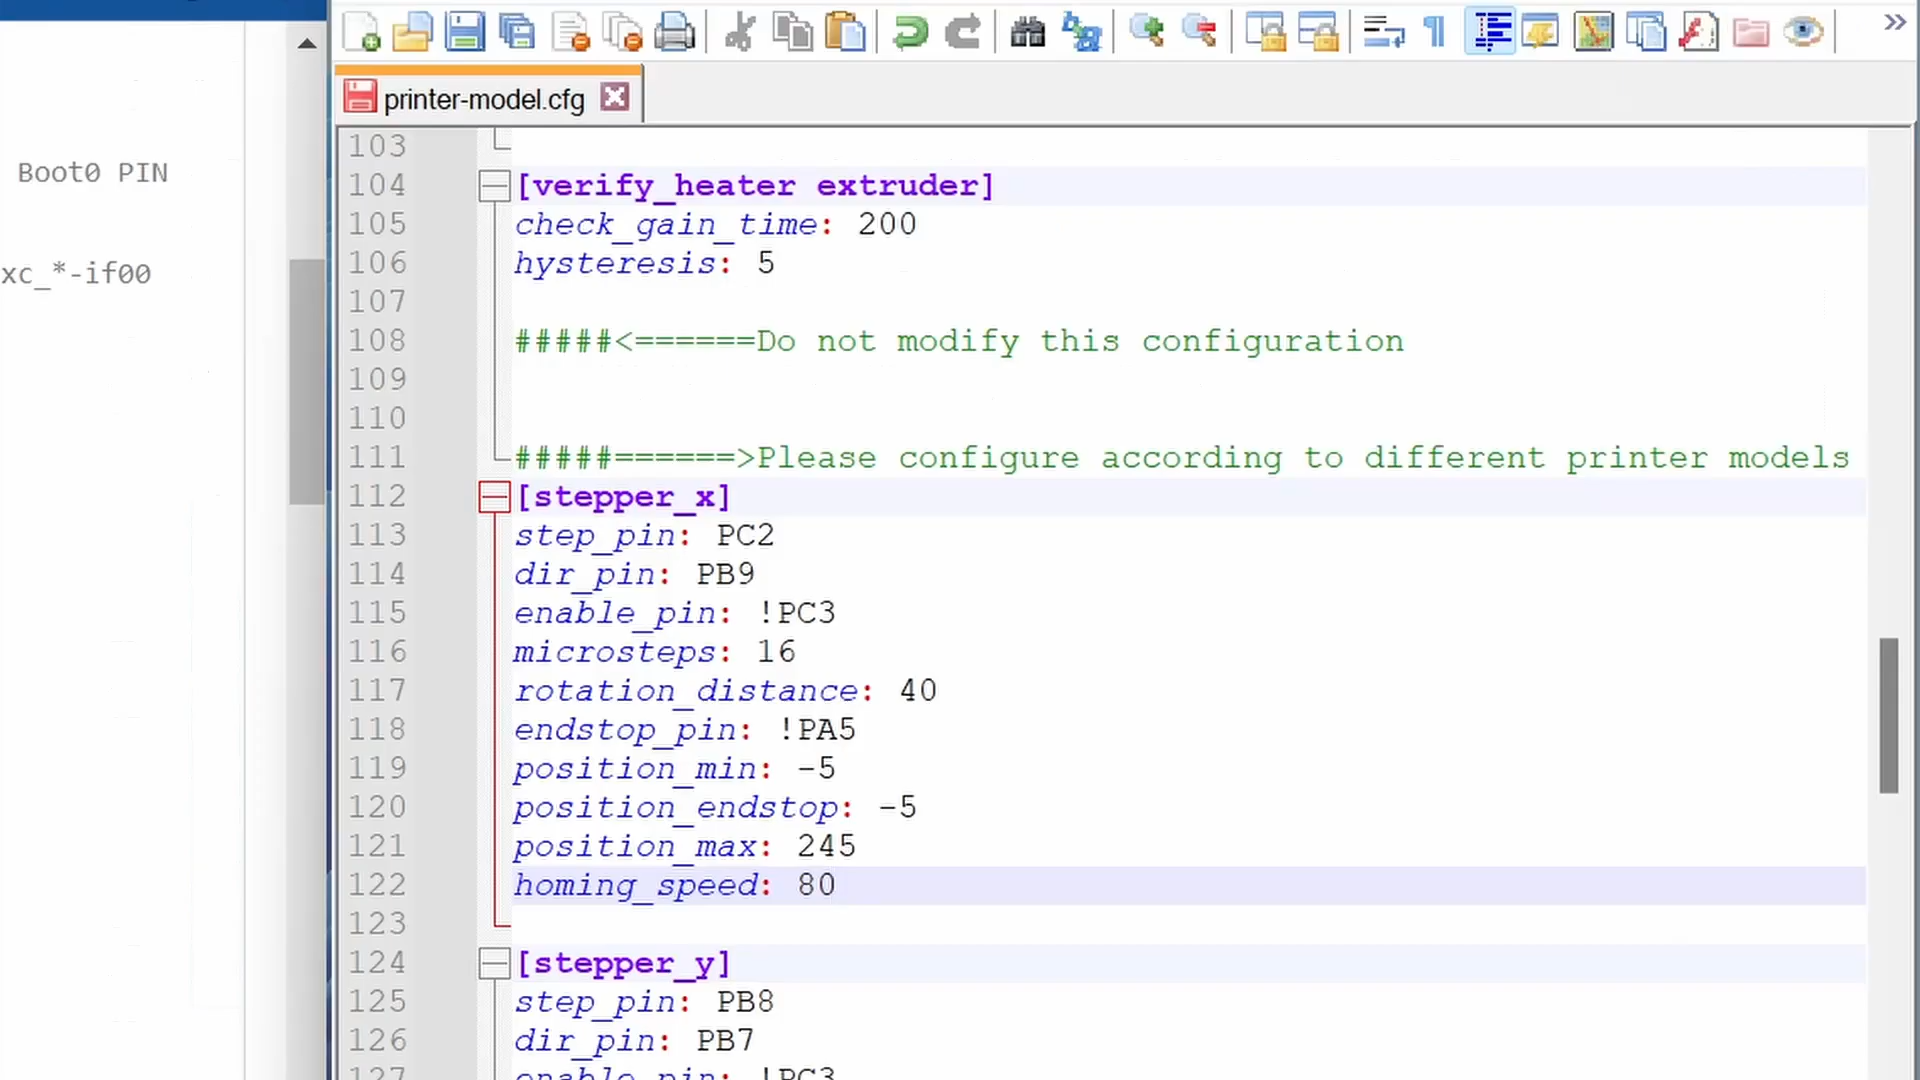 Boot0 PIN
xc_*-if00
printer-model.cfg
103
104 [verify_heater extruder]
105 check_gain_time: 200
106 hysteresis: 5
107
108 #####<======Do not modify this configuration
109
110
111 #####======>Please configure according to different printer models
112 [stepper_x]
113 step_pin: PC2
114 dir_pin: PB9
115 enable_pin: !PC3
116 microsteps: 16
117 rotation_distance: 40
118 endstop_pin: !PA5
119 position_min: -5
120 position_endstop: -5
121 position_max: 245
122 homing_speed: 80
123
124 [stepper_y]
125 step_pin: PB8
126 dir_pin: PB7
127 enable_pin: !PC3